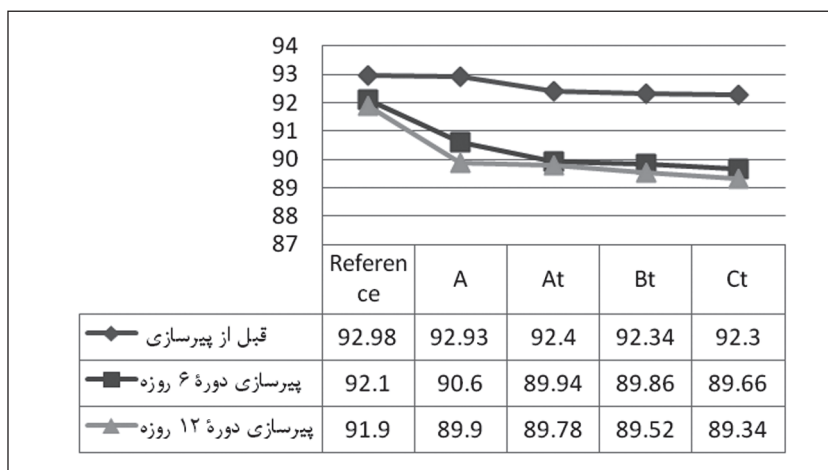 94
93
92
91
90
89
88
87
Referen
ce A At Bt Ct
قبل از پیرسازی 92.98 92.93 92.4 92.34 92.3
پیرسازی دورهٔ ۶ روزه 92.1 90.6 89.94 89.86 89.66
پیرسازی دورهٔ ۱۲ روزه 91.9 89.9 89.78 89.52 89.34